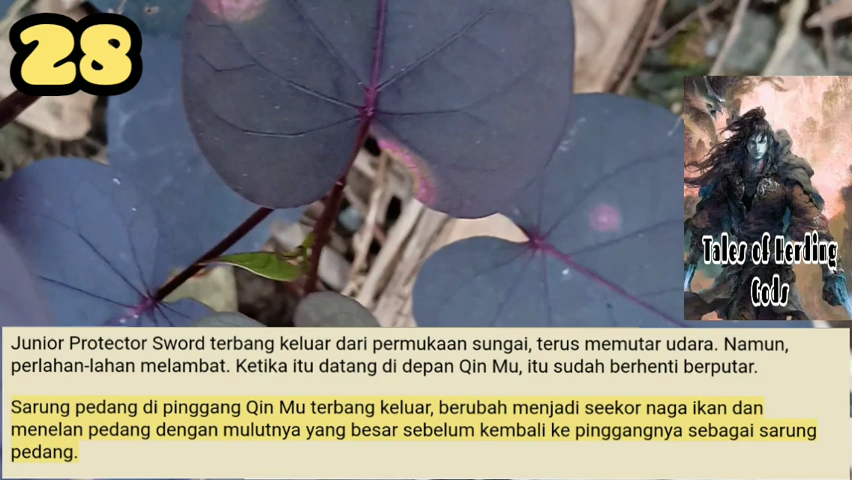 28
Tales of Herding
Gods
Junior Protector Sword terbang keluar dari permukaan sungai, terus memutar udara. Namun,
perlahan-lahan melambat. Ketika itu datang di depan Qin Mu, itu sudah berhenti berputar.
Sarung pedang di pinggang Qin Mu terbang keluar, berubah menjadi seekor naga ikan dan
menelan pedang dengan mulutnya yang besar sebelum kembali ke pinggangnya sebagai sarung
pedang.